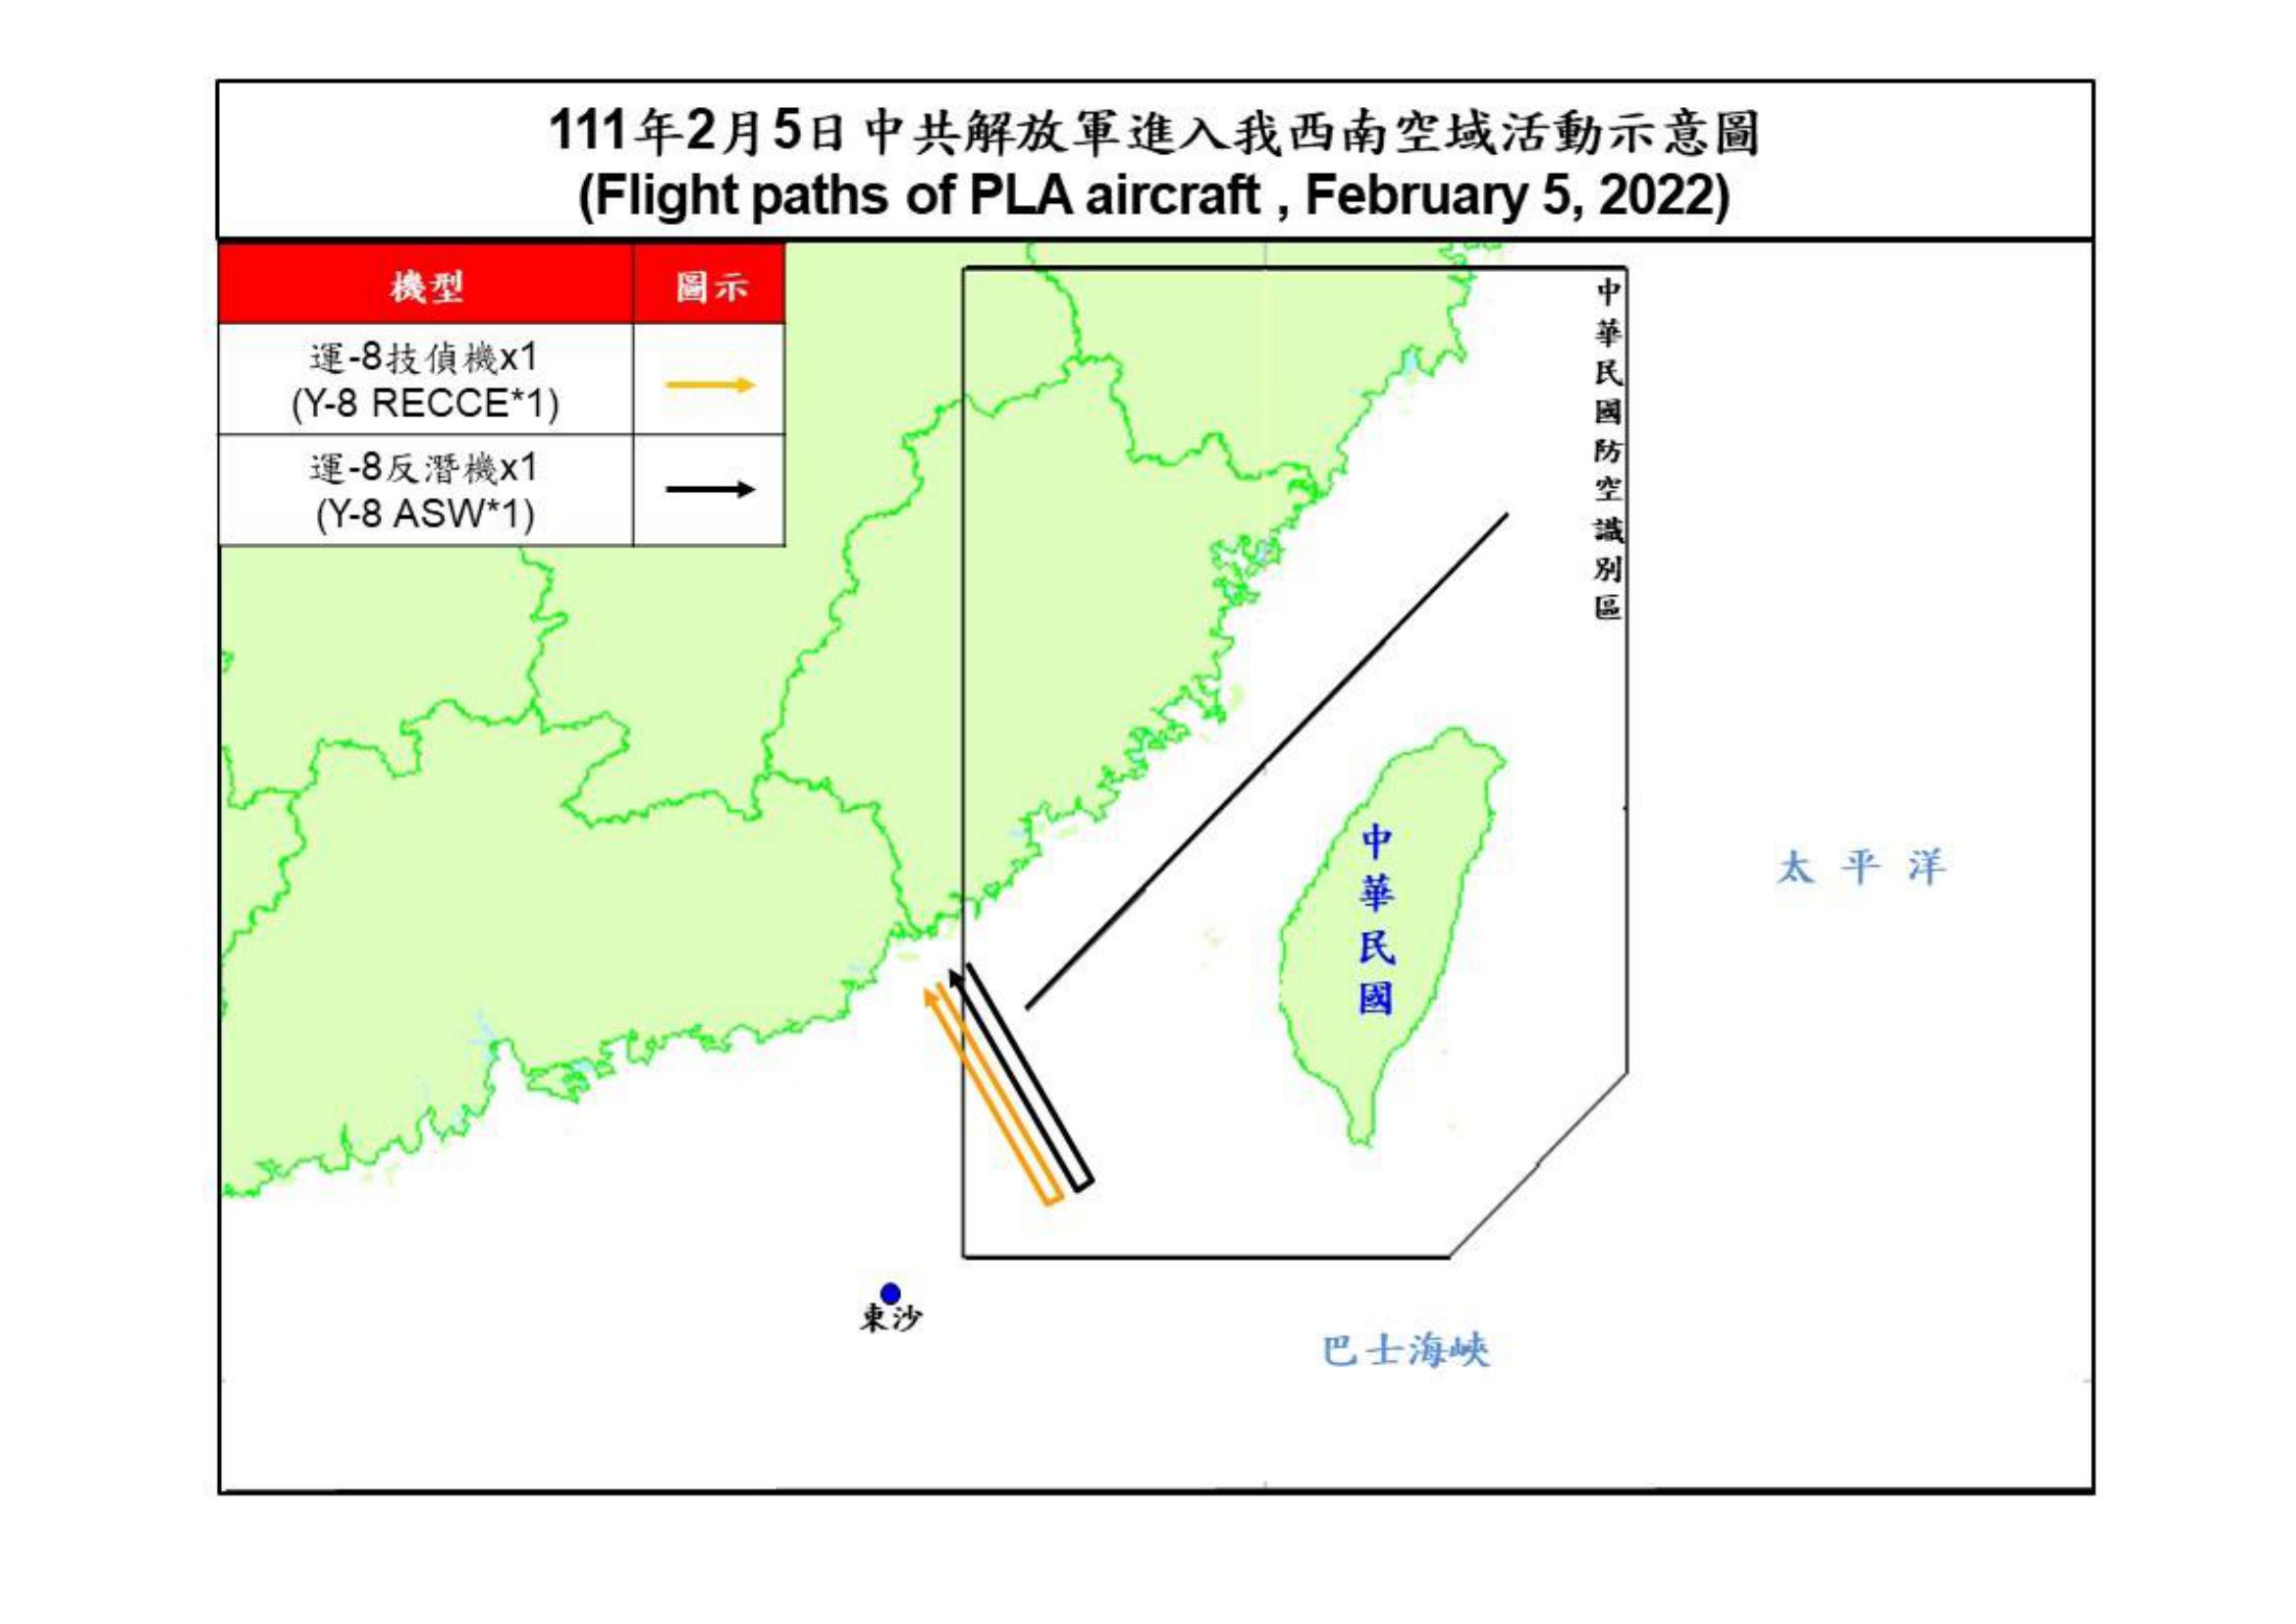 111年2月5日中共解放軍進入我西南空域活動示意圖
(Flight paths of PLA aircraft , February 5, 2022)
機型 圖示
運-8技偵機x1
(Y-8 RECCE*1)
運-8反潛機x1
(Y-8 ASW*1)
中華民國防空識別區
中華民國
太平洋
東沙
巴士海峽